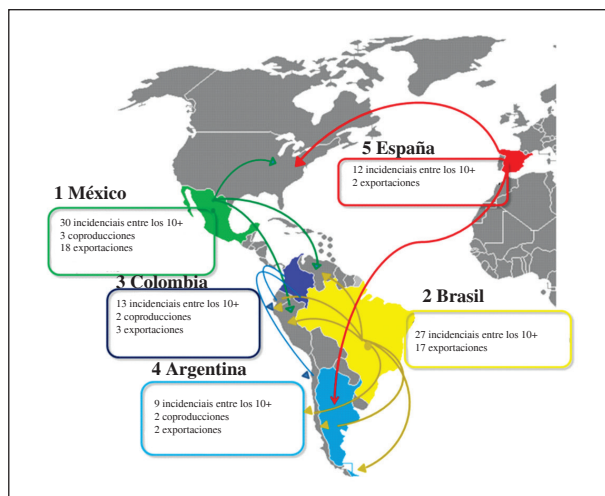 5 España
12 incidenciais entre los 10+
2 exportaciones
1 México
30 incidenciais entre los 10+
3 coproducciones
18 exportaciones
3 Colombia
13 incidenciais entre los 10+
2 coproducciones
3 exportaciones
2 Brasil
27 incidenciais entre los 10+
17 exportaciones
4 Argentina
9 incidenciais entre los 10+
2 coproducciones
2 exportaciones